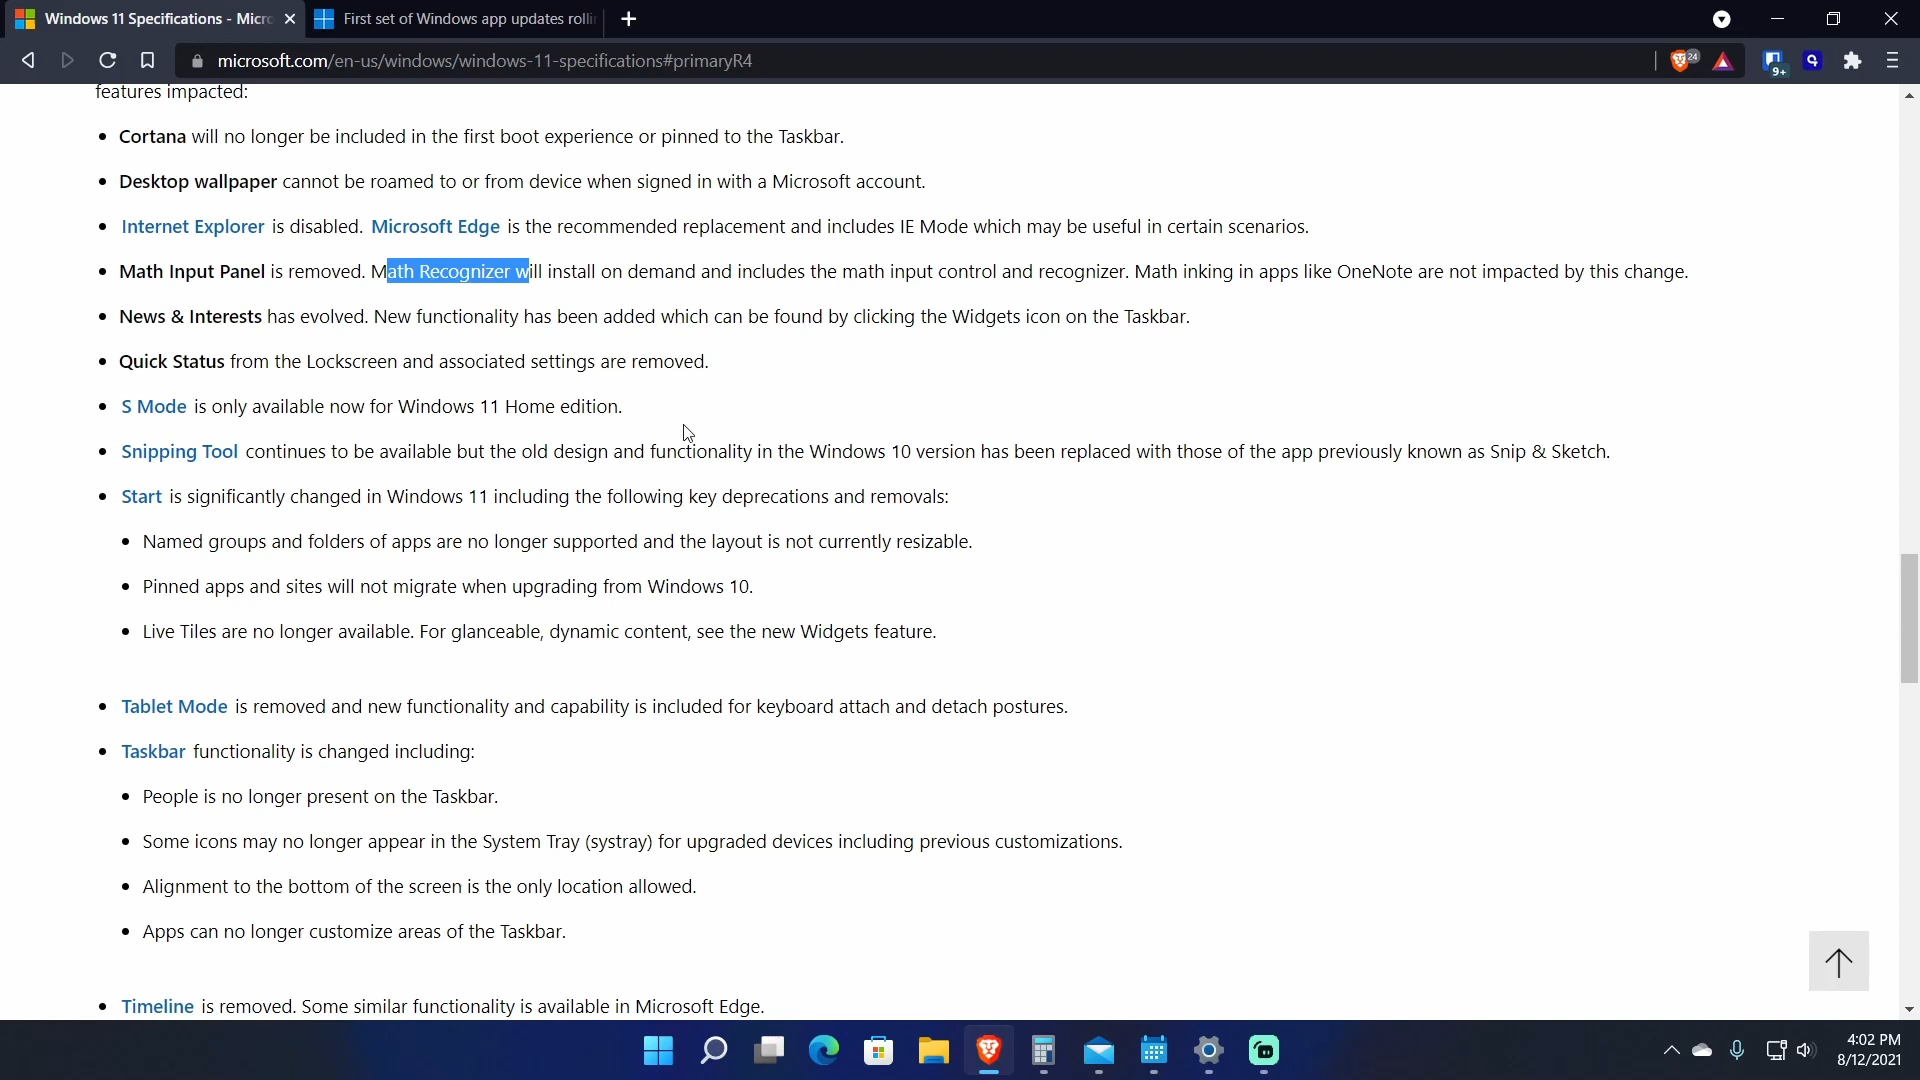 Windows 11 Specifications - Micr
First set of Windows app updates rolli
microsoft.com/en-us/windows/windows-11-specifications#primaryR4
24
9+
features impacted:
• Cortana will no longer be included in the first boot experience or pinned to the Taskbar.
• Desktop wallpaper cannot be roamed to or from device when signed in with a Microsoft account.
• Internet Explorer is disabled. Microsoft Edge is the recommended replacement and includes IE Mode which may be useful in certain scenarios.
• Math Input Panel is removed. Math Recognizer will install on demand and includes the math input control and recognizer. Math inking in apps like OneNote are not impacted by this change.
• News & Interests has evolved. New functionality has been added which can be found by clicking the Widgets icon on the Taskbar.
• Quick Status from the Lockscreen and associated settings are removed.
• S Mode is only available now for Windows 11 Home edition.
• Snipping Tool continues to be available but the old design and functionality in the Windows 10 version has been replaced with those of the app previously known as Snip & Sketch.
• Start is significantly changed in Windows 11 including the following key deprecations and removals:
• Named groups and folders of apps are no longer supported and the layout is not currently resizable.
• Pinned apps and sites will not migrate when upgrading from Windows 10.
• Live Tiles are no longer available. For glanceable, dynamic content, see the new Widgets feature.
• Tablet Mode is removed and new functionality and capability is included for keyboard attach and detach postures.
• Taskbar functionality is changed including:
• People is no longer present on the Taskbar.
• Some icons may no longer appear in the System Tray (systray) for upgraded devices including previous customizations.
• Alignment to the bottom of the screen is the only location allowed.
• Apps can no longer customize areas of the Taskbar.
• Timeline is removed. Some similar functionality is available in Microsoft Edge.
4:02 PM
8/12/2021